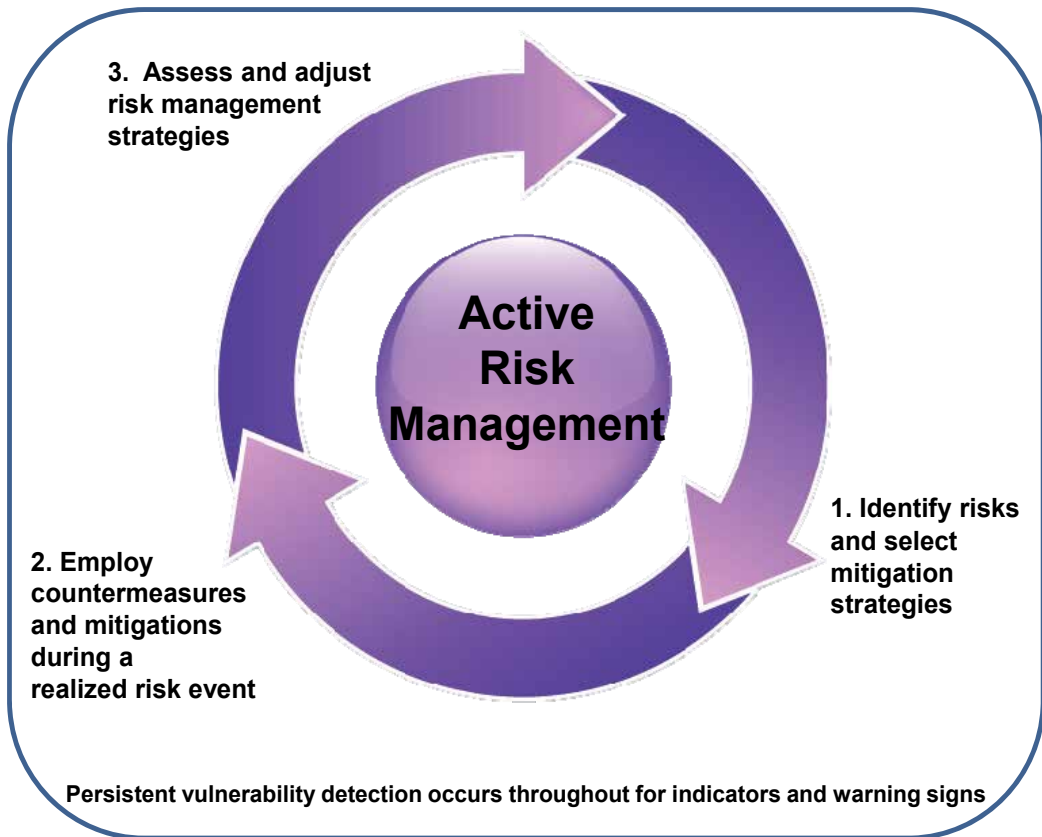 3.  Assess and adjust
risk management
strategies
Active
Risk
Management
1. Identify risks
and select
mitigation
strategies
2. Employ
countermeasures
and mitigations
during a
realized risk event
Persistent vulnerability detection occurs throughout for indicators and warning signs